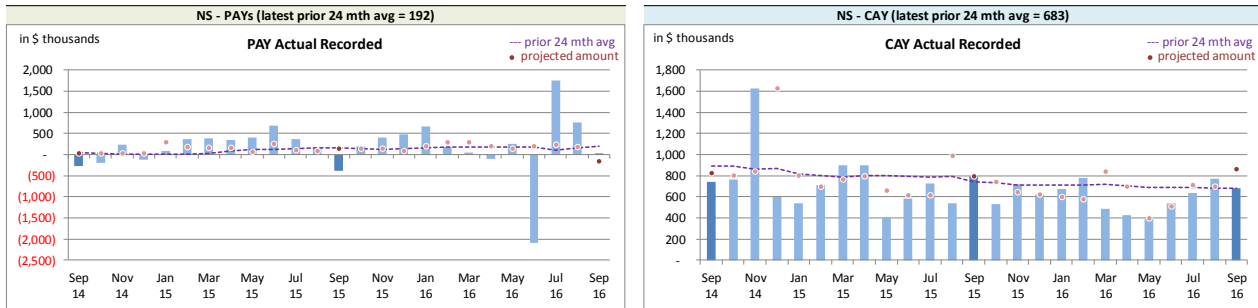 NS - PAYs (latest prior 24 mth avg = 192)
in $ thousands
PAY Actual Recorded
--- prior 24 mth avg
• projected amount
2,000
1,500
1,000
500
-
(500)
(1,000)
(1,500)
(2,000)
(2,500)
Sep Nov Jan Mar May Jul Sep Nov Jan Mar May Jul Sep
14 14 15 15 15 15 15 15 16 16 16 16 16
NS - CAY (latest prior 24 mth avg = 683)
in $ thousands
CAY Actual Recorded
--- prior 24 mth avg
• projected amount
1,800
1,600
1,400
1,200
1,000
800
600
400
200
-
Sep Nov Jan Mar May Jul Sep Nov Jan Mar May Jul Sep
14 14 15 15 15 15 15 15 16 16 16 16 16